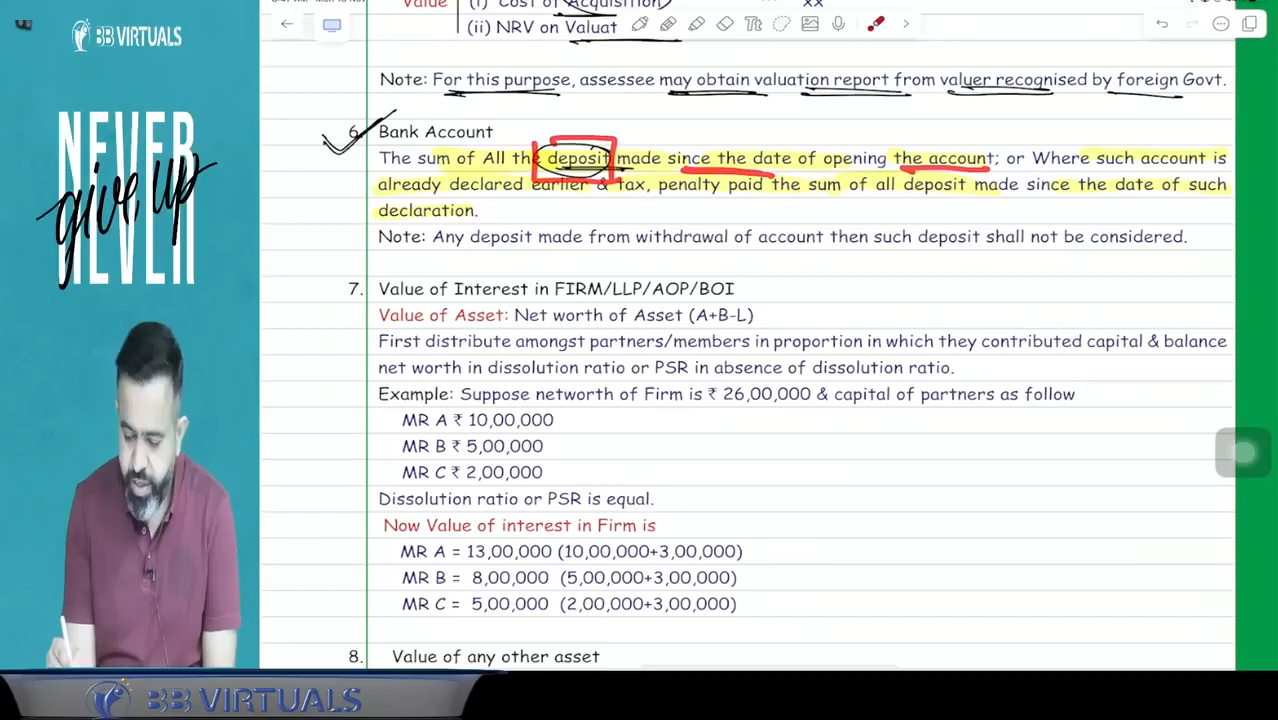 BB VIRTUALS
NEVER
give up
NEVER
Value
(i) Cost of Acquisition
xx
(ii) NRV on Valuat
Note: For this purpose, assessee may obtain valuation report from valuer recognised by foreign Govt.
6. Bank Account
The sum of All the deposit made since the date of opening the account; or Where such account is
already declared earlier & tax, penalty paid the sum of all deposit made since the date of such
declaration.
Note: Any deposit made from withdrawal of account then such deposit shall not be considered.
7. Value of Interest in FIRM/LLP/AOP/BOI
Value of Asset: Net worth of Asset (A+B-L)
First distribute amongst partners/members in proportion in which they contributed capital & balance
net worth in dissolution ratio or PSR in absence of dissolution ratio.
Example: Suppose networth of Firm is ₹ 26,00,000 & capital of partners as follow
MR A ₹ 10,00,000
MR B ₹ 5,00,000
MR C ₹ 2,00,000
Dissolution ratio or PSR is equal.
Now Value of interest in Firm is
MR A = 13,00,000 (10,00,000+3,00,000)
MR B = 8,00,000 (5,00,000+3,00,000)
MR C = 5,00,000 (2,00,000+3,00,000)
8. Value of any other asset
BB VIRTUALS